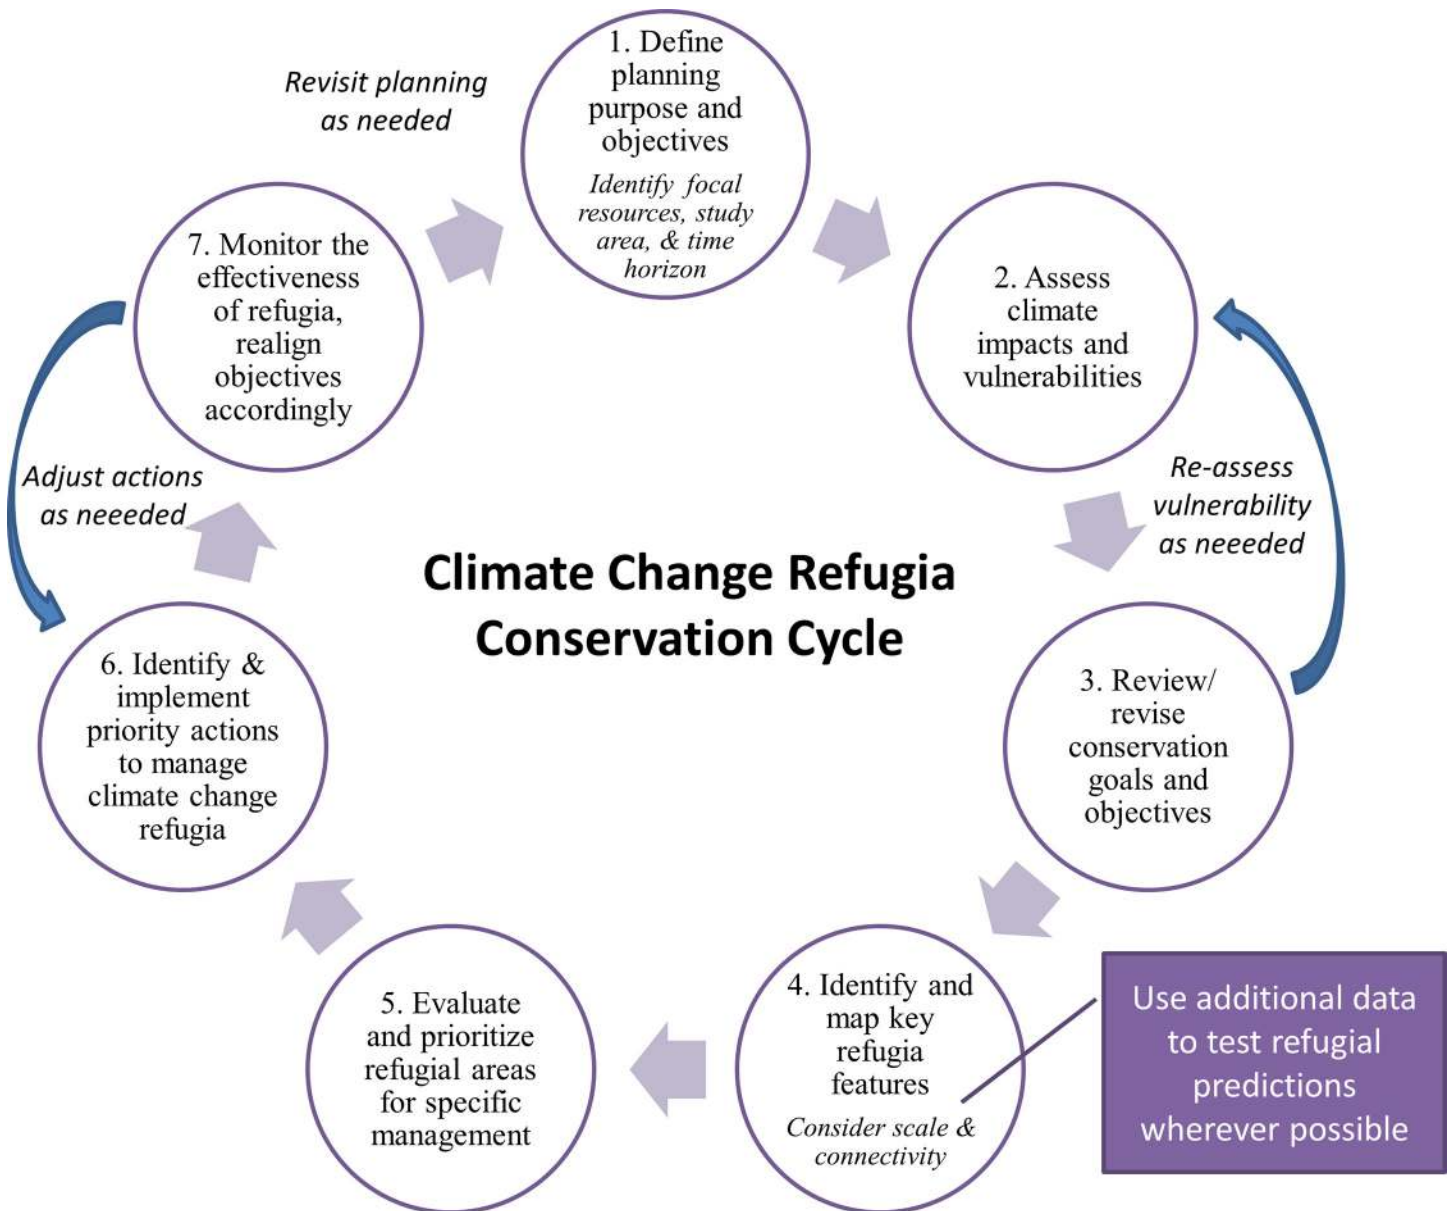 1. Define
planning
purpose and
objectives
Identify focal
resources, study
area, & time
horizon
2. Assess
climate
impacts and
vulnerabilities
Re-assess
vulnerability
as neeeded
3. Review/
revise
conservation
goals and
objectives
4. Identify and
map key
refugia
features
Consider scale &
connectivity
Use additional data
to test refugial
predictions
wherever possible
5. Evaluate
and prioritize
refugial areas
for specific
management
6. Identify &
implement
priority actions
to manage
climate change
refugia
Adjust actions
as neeeded
7. Monitor the
effectiveness
of refugia,
realign
objectives
accordingly
Revisit planning
as needed
Climate Change Refugia
Conservation Cycle